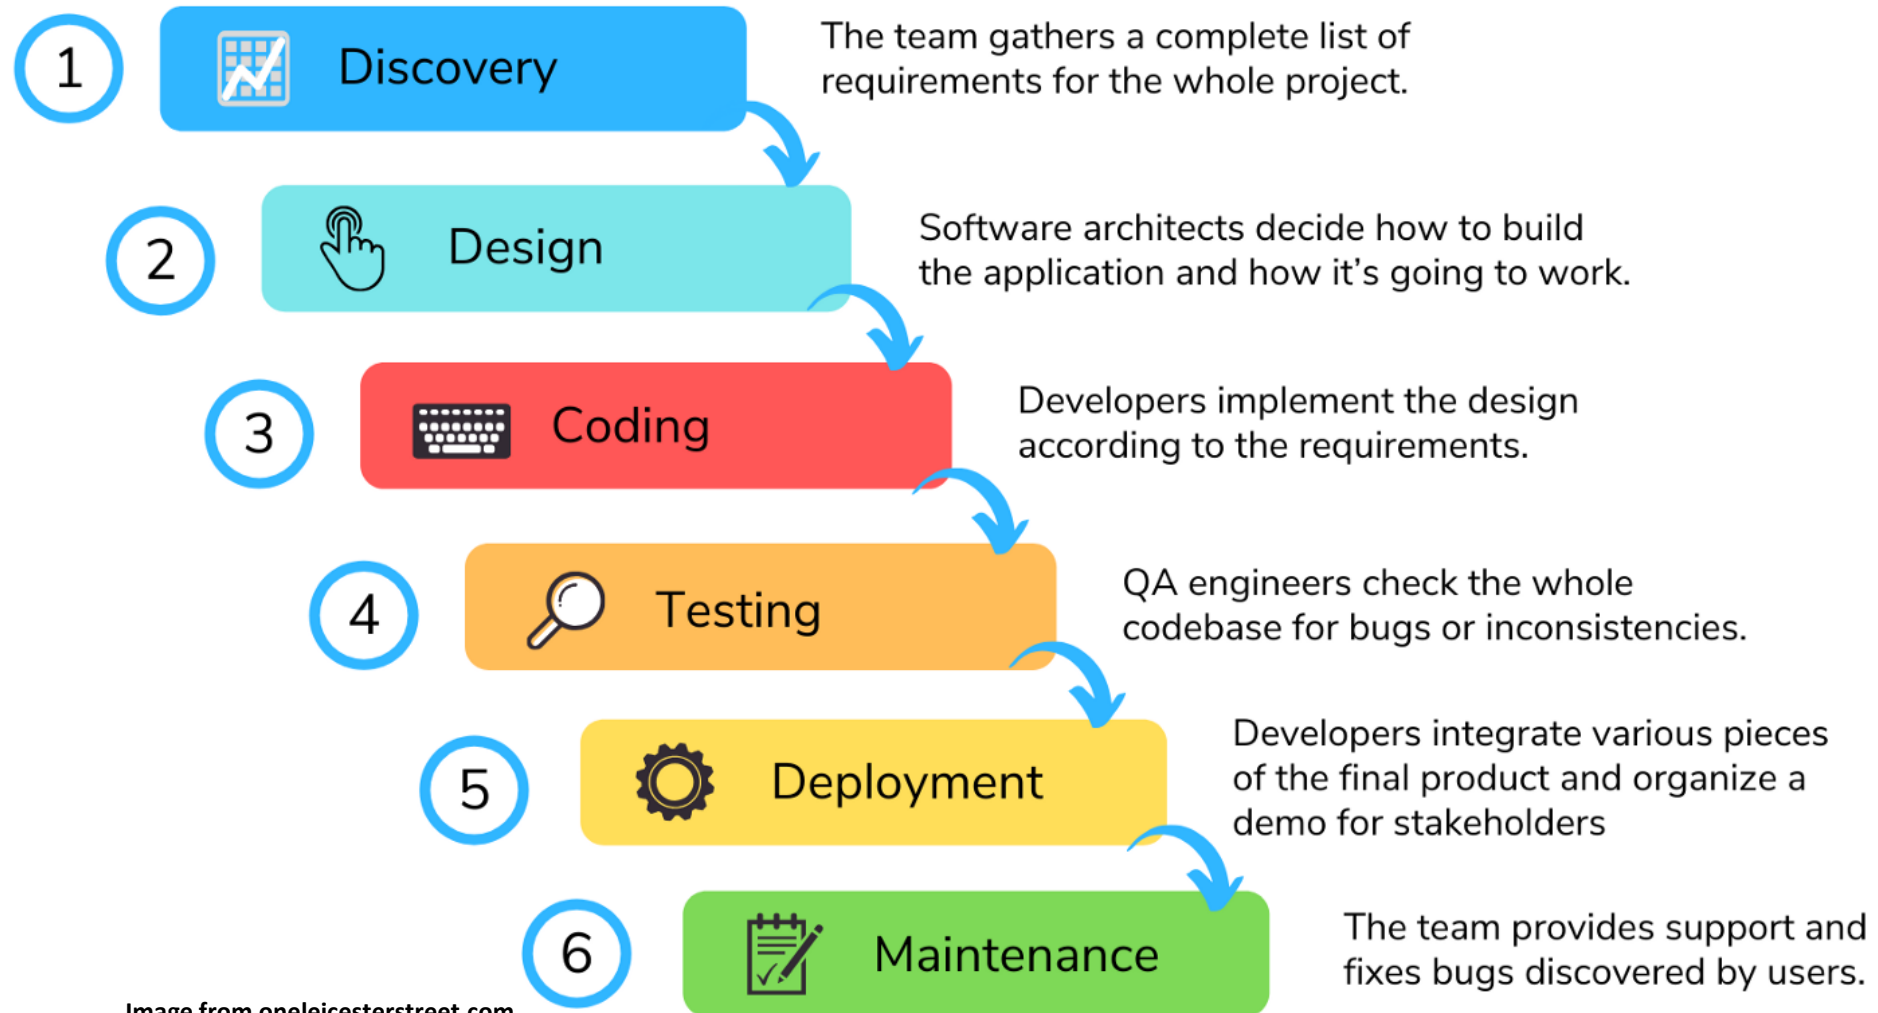 1
Discovery
The team gathers a complete list of
requirements for the whole project.
2
Design
Software architects decide how to build
the application and how it's going to work.
3
Coding
Developers implement the design
according to the requirements.
4
Testing
QA engineers check the whole
codebase for bugs or inconsistencies.
5
Deployment
Developers integrate various pieces
of the final product and organize a
demo for stakeholders
6
Maintenance
The team provides support and
fixes bugs discovered by users.
Image from oneleicesterstreet.com